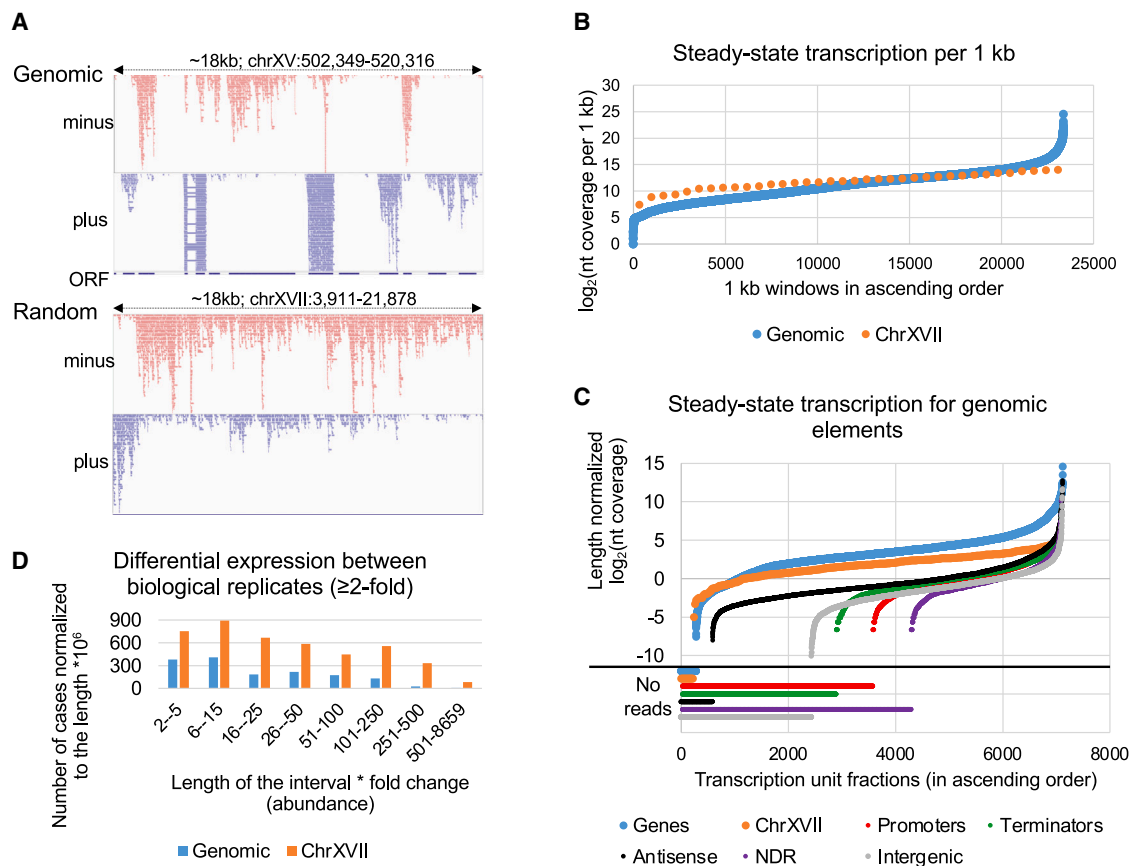 A
~18kb; chrXV:502,349-520,316
Genomic
minus
plus
ORF
~18kb; chrXVII:3,911-21,878
Random
minus
plus
B
Steady-state transcription per 1 kb
log2(nt coverage per 1 kb)
30
25
20
15
10
5
0
0 5000 10000 15000 20000 25000
1 kb windows in ascending order
Genomic ChrXVII
C
Steady-state transcription for genomic
elements
Length normalized
log2(nt coverage)
15
10
5
0
-5
-10
No
reads
0 2000 4000 6000 8000
Transcription unit fractions (in ascending order)
Genes ChrXVII Promoters Terminators
Antisense NDR Intergenic
D
Differential expression between
biological replicates (≥2-fold)
Number of cases normalized
to the length *10⁶
900
600
300
0
2--5 6--15 16--25 26--50 51-100 101-250 251-500 501-8659
Length of the interval * fold change
(abundance)
Genomic ChrXVII